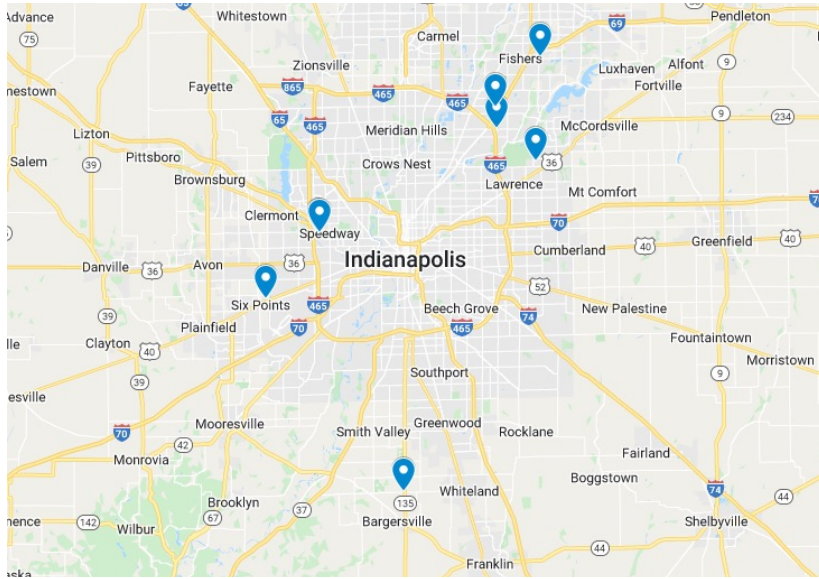 Advance
65
Whitestown
Carmel
69
Pendleton
75
Zionsville
Fishers
Luxhaven
Alfont
Fortville
nestown
Fayette
865
465
465
65
9
234
Lizton
465
Meridian Hills
McCordsville
Salem
39
Pittsboro
Crows Nest
465
36
Brownsburg
Lawrence
Mt Comfort
Clermont
Speedway
70
Cumberland
40
Greenfield
40
Indianapolis
Danville
36
Avon
36
52
Six Points
465
Beech Grove
New Palestine
39
Plainfield
70
465
74
Clayton
40
Fountaintown
Morristown
39
Southport
9
esville
70
Mooresville
Smith Valley
Greenwood
Rocklane
42
Monrovia
Fairland
Boggstown
Brooklyn
135
Whiteland
74
44
mence
142
67
37
Bargersville
Shelbyville
Wilbur
44
Franklin